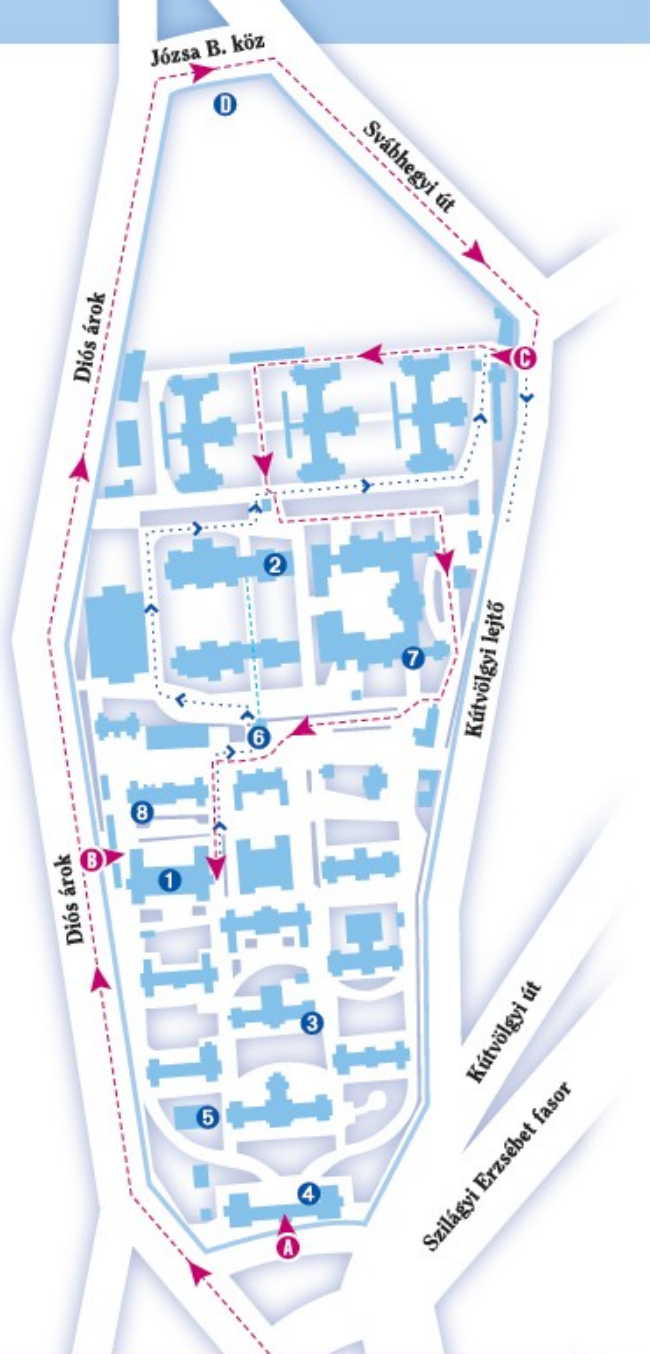 Józsa B. köz
D
Svábhegyi út
Diós árok
C
2
Kútvölgyi lejtő
7
6
8
B
1
Diós árok
Kútvölgyi út
3
5
Szilágyi Erzsébet fasor
4
A